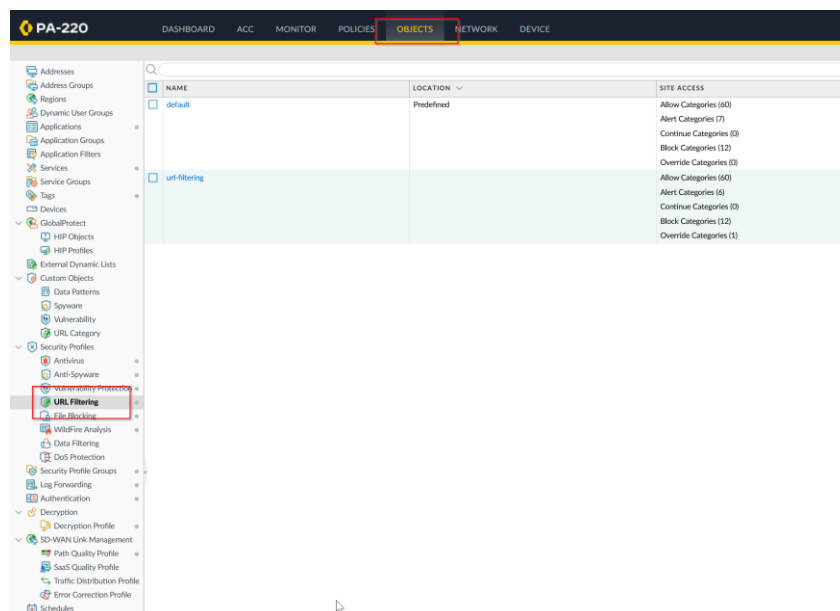 PA-220
DASHBOARD ACC MONITOR POLICIES OBJECTS NETWORK DEVICE
Addresses
Address Groups
Regions
Dynamic User Groups
Applications
Application Groups
Application Filters
Services
Service Groups
Tags
Devices
GlobalProtect
HIP Objects
HIP Profiles
External Dynamic Lists
Custom Objects
Data Patterns
Spyware
Vulnerability
URL Category
Security Profiles
Antivirus
Anti-Spyware
Vulnerability Protection
URL Filtering
File Blocking
WildFire Analysis
Data Filtering
DoS Protection
Security Profile Groups
Log Forwarding
Authentication
Decryption
Decryption Profile
SD-WAN Link Management
Path Quality Profile
SaaS Quality Profile
Traffic Distribution Profile
Error Correction Profile
Schedules
NAME LOCATION SITE ACCESS
default Predefined Allow Categories (60)
Alert Categories (7)
Continue Categories (0)
Block Categories (12)
Override Categories (0)
url-filtering Allow Categories (60)
Alert Categories (6)
Continue Categories (0)
Block Categories (12)
Override Categories (1)